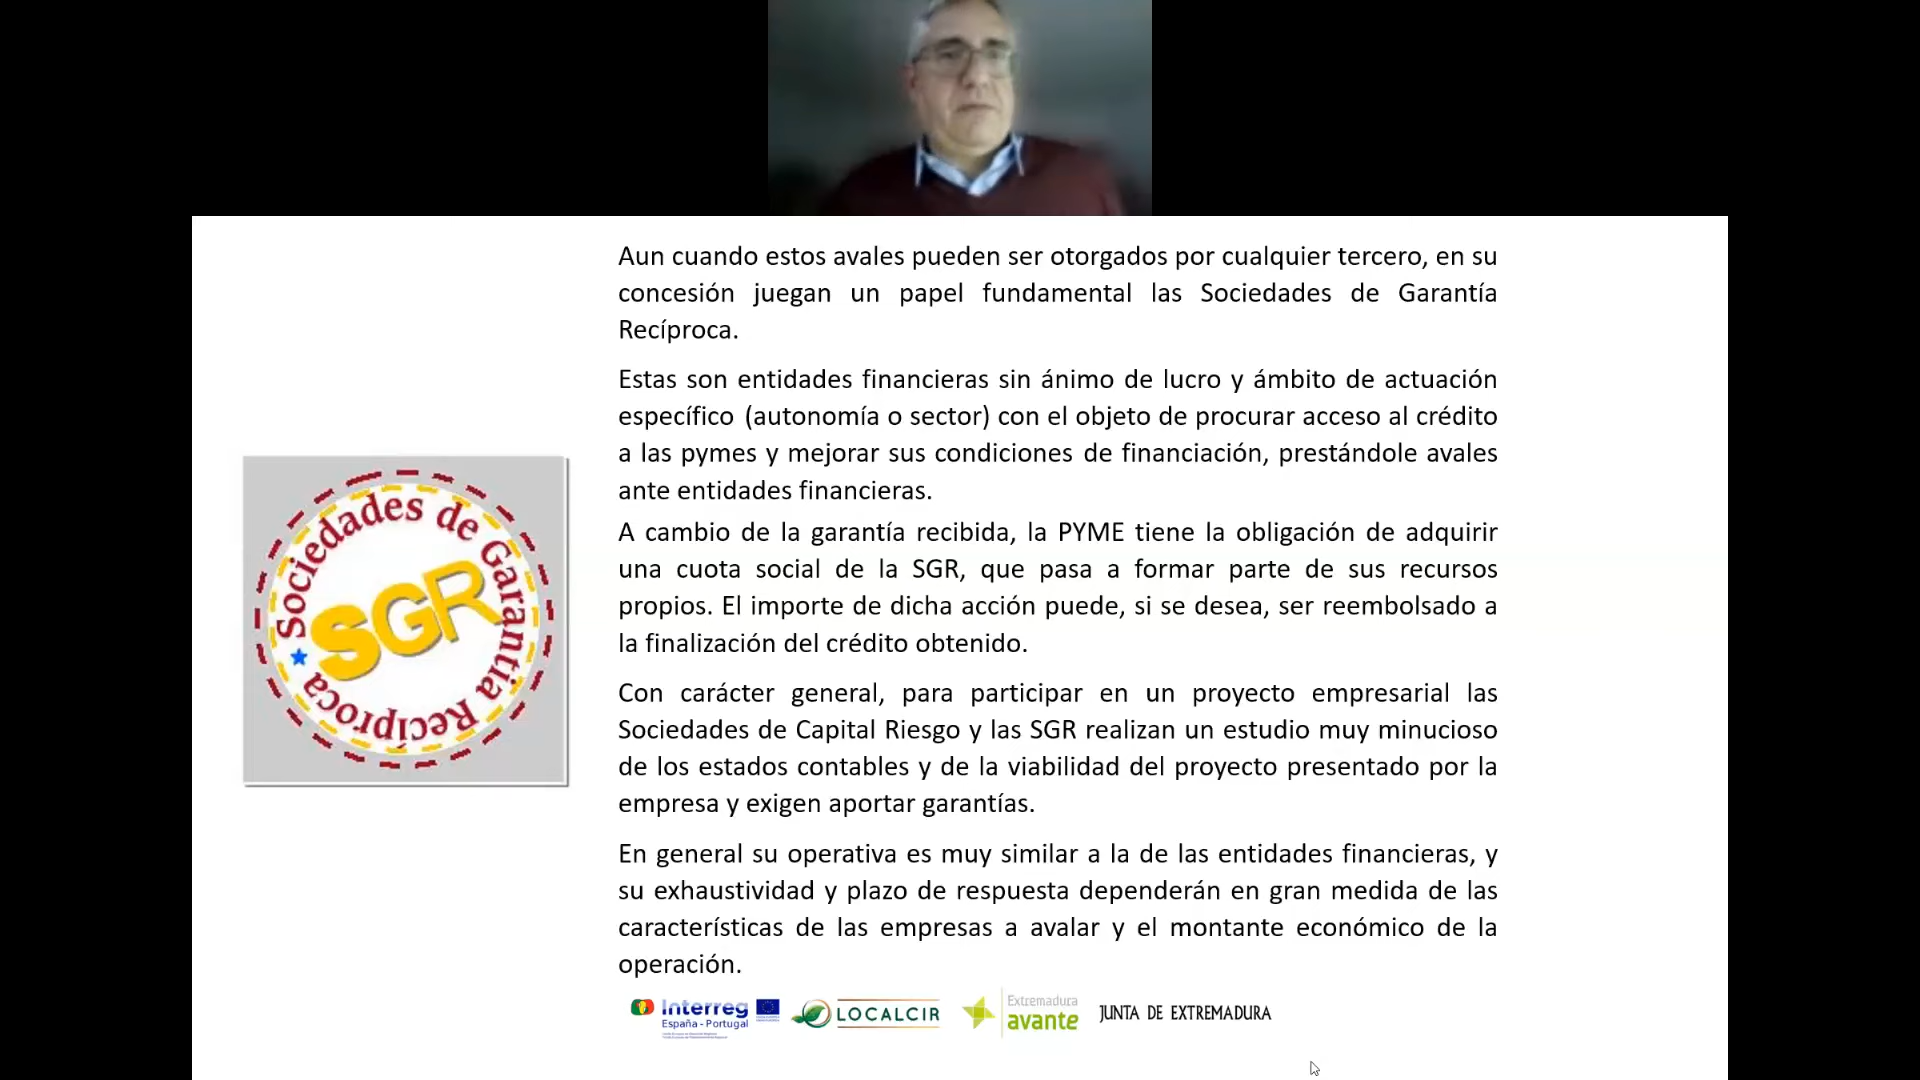 Aun cuando estos avales pueden ser otorgados por cualquier tercero, en su
concesión juegan un papel fundamental las Sociedades de Garantía
Recíproca.
Estas son entidades financieras sin ánimo de lucro y ámbito de actuación
específico (autonomía o sector) con el objeto de procurar acceso al crédito
a las pymes y mejorar sus condiciones de financiación, prestándole avales
ante entidades financieras.
A cambio de la garantía recibida, la PYME tiene la obligación de adquirir
una cuota social de la SGR, que pasa a formar parte de sus recursos
propios. El importe de dicha acción puede, si se desea, ser reembolsado a
la finalización del crédito obtenido.
Con carácter general, para participar en un proyecto empresarial las
Sociedades de Capital Riesgo y las SGR realizan un estudio muy minucioso
de los estados contables y de la viabilidad del proyecto presentado por la
empresa y exigen aportar garantías.
En general su operativa es muy similar a la de las entidades financieras, y
su exhaustividad y plazo de respuesta dependerán en gran medida de las
características de las empresas a avalar y el montante económico de la
operación.
Sociedades de Garantia Recíproca
SGR
Interreg
España - Portugal
LOCALCIR
Extremadura
avante
JUNTA DE EXTREMADURA